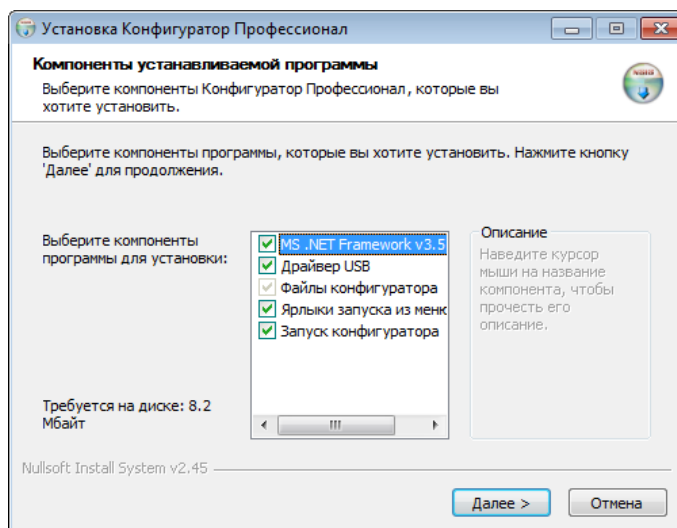 Установка Конфигуратор Профессионал
Компоненты устанавливаемой программы
Выберите компоненты Конфигуратор Профессионал, которые вы
хотите установить.
Выберите компоненты программы, которые вы хотите установить. Нажмите кнопку
'Далее' для продолжения.
Выберите компоненты
программы для установки:
MS .NET Framework v3.5
Драйвер USB
Файлы конфигуратора
Ярлыки запуска из меню
Запуск конфигуратора
Описание
Наведите курсор
мыши на название
компонента, чтобы
прочесть его
описание.
Требуется на диске: 8.2
Мбайт
Nullsoft Install System v2.45
Далее >
Отмена